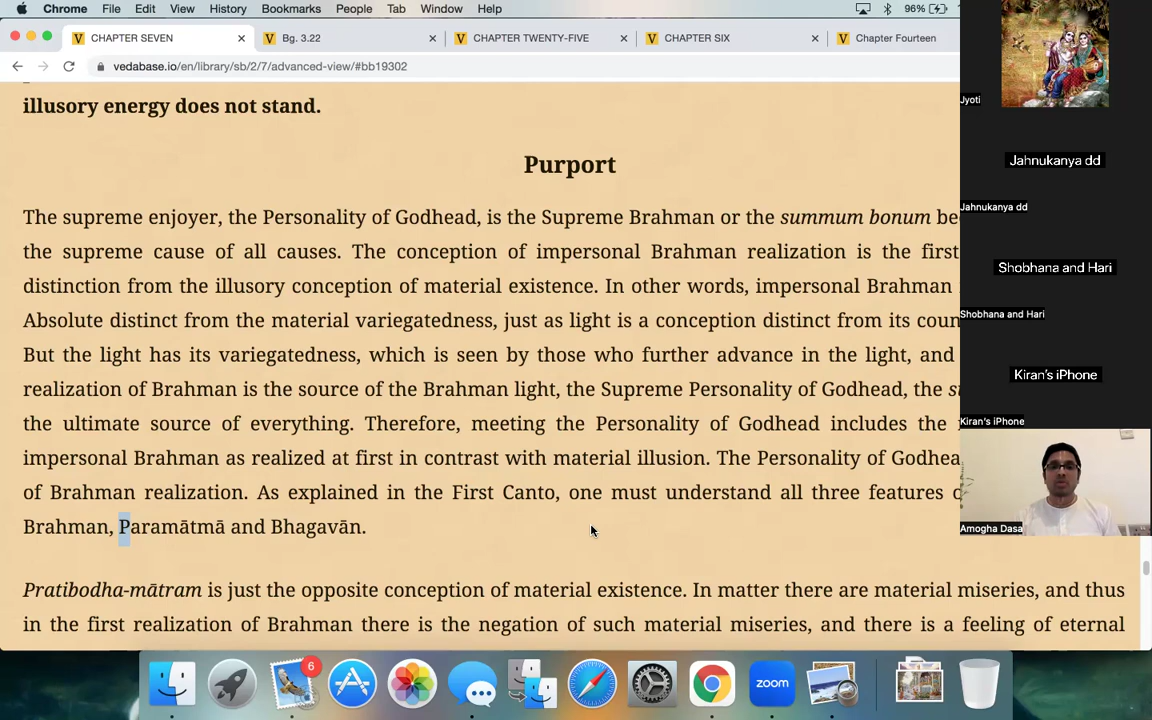 Chrome File Edit View History Bookmarks People Tab Window Help 96%
CHAPTER SEVEN Bg. 3.22 CHAPTER TWENTY-FIVE CHAPTER SIX Chapter Fourteen
vedabase.io/en/library/sb/2/7/advanced-view/#bb19302
illusory energy does not stand.
Purport
The supreme enjoyer, the Personality of Godhead, is the Supreme Brahman or the summum bonum be
the supreme cause of all causes. The conception of impersonal Brahman realization is the first
distinction from the illusory conception of material existence. In other words, impersonal Brahman
Absolute distinct from the material variegatedness, just as light is a conception distinct from its coun
But the light has its variegatedness, which is seen by those who further advance in the light, and
realization of Brahman is the source of the Brahman light, the Supreme Personality of Godhead, the
the ultimate source of everything. Therefore, meeting the Personality of Godhead includes the
impersonal Brahman as realized at first in contrast with material illusion. The Personality of Godhea
of Brahman realization. As explained in the First Canto, one must understand all three features
Brahman, Paramātmā and Bhagavān.
Pratibodha-mātram is just the opposite conception of material existence. In matter there are material miseries, and thus
in the first realization of Brahman there is the negation of such material miseries, and there is a feeling of eternal
Jyoti
Jahnukanya dd
Jahnukanya dd
Shobhana and Hari
Shobhana and Hari
Kiran's iPhone
Kiran's iPhone
Amogha Dasa
6
zoom